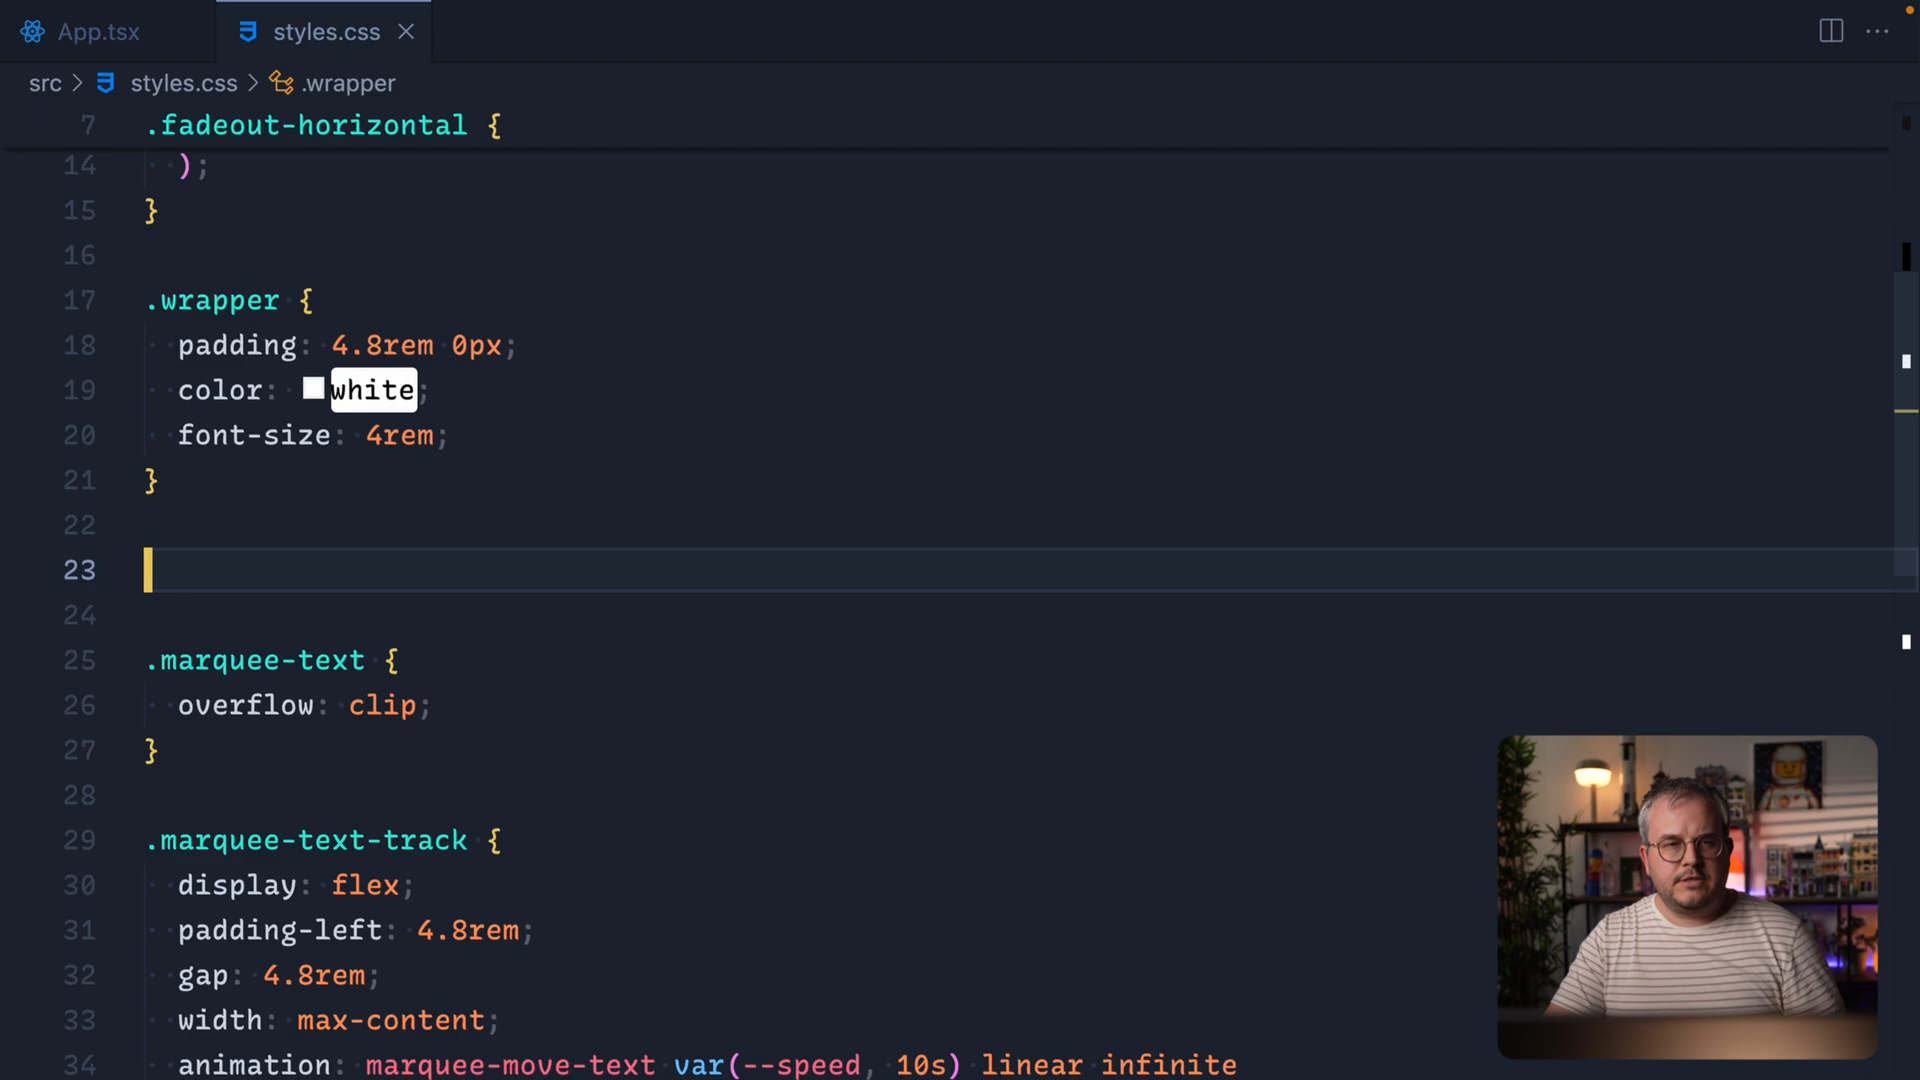 App.tsx
styles.css
src > styles.css > .wrapper
7 .fadeout-horizontal {
14 );
15 }
16
17 .wrapper {
18 padding: 4.8rem 0px;
19 color: white;
20 font-size: 4rem;
21 }
22
23
24
25 .marquee-text {
26 overflow: clip;
27 }
28
29 .marquee-text-track {
30 display: flex;
31 padding-left: 4.8rem;
32 gap: 4.8rem;
33 width: max-content;
34 animation: marquee-move-text var(--speed, 10s) linear infinite